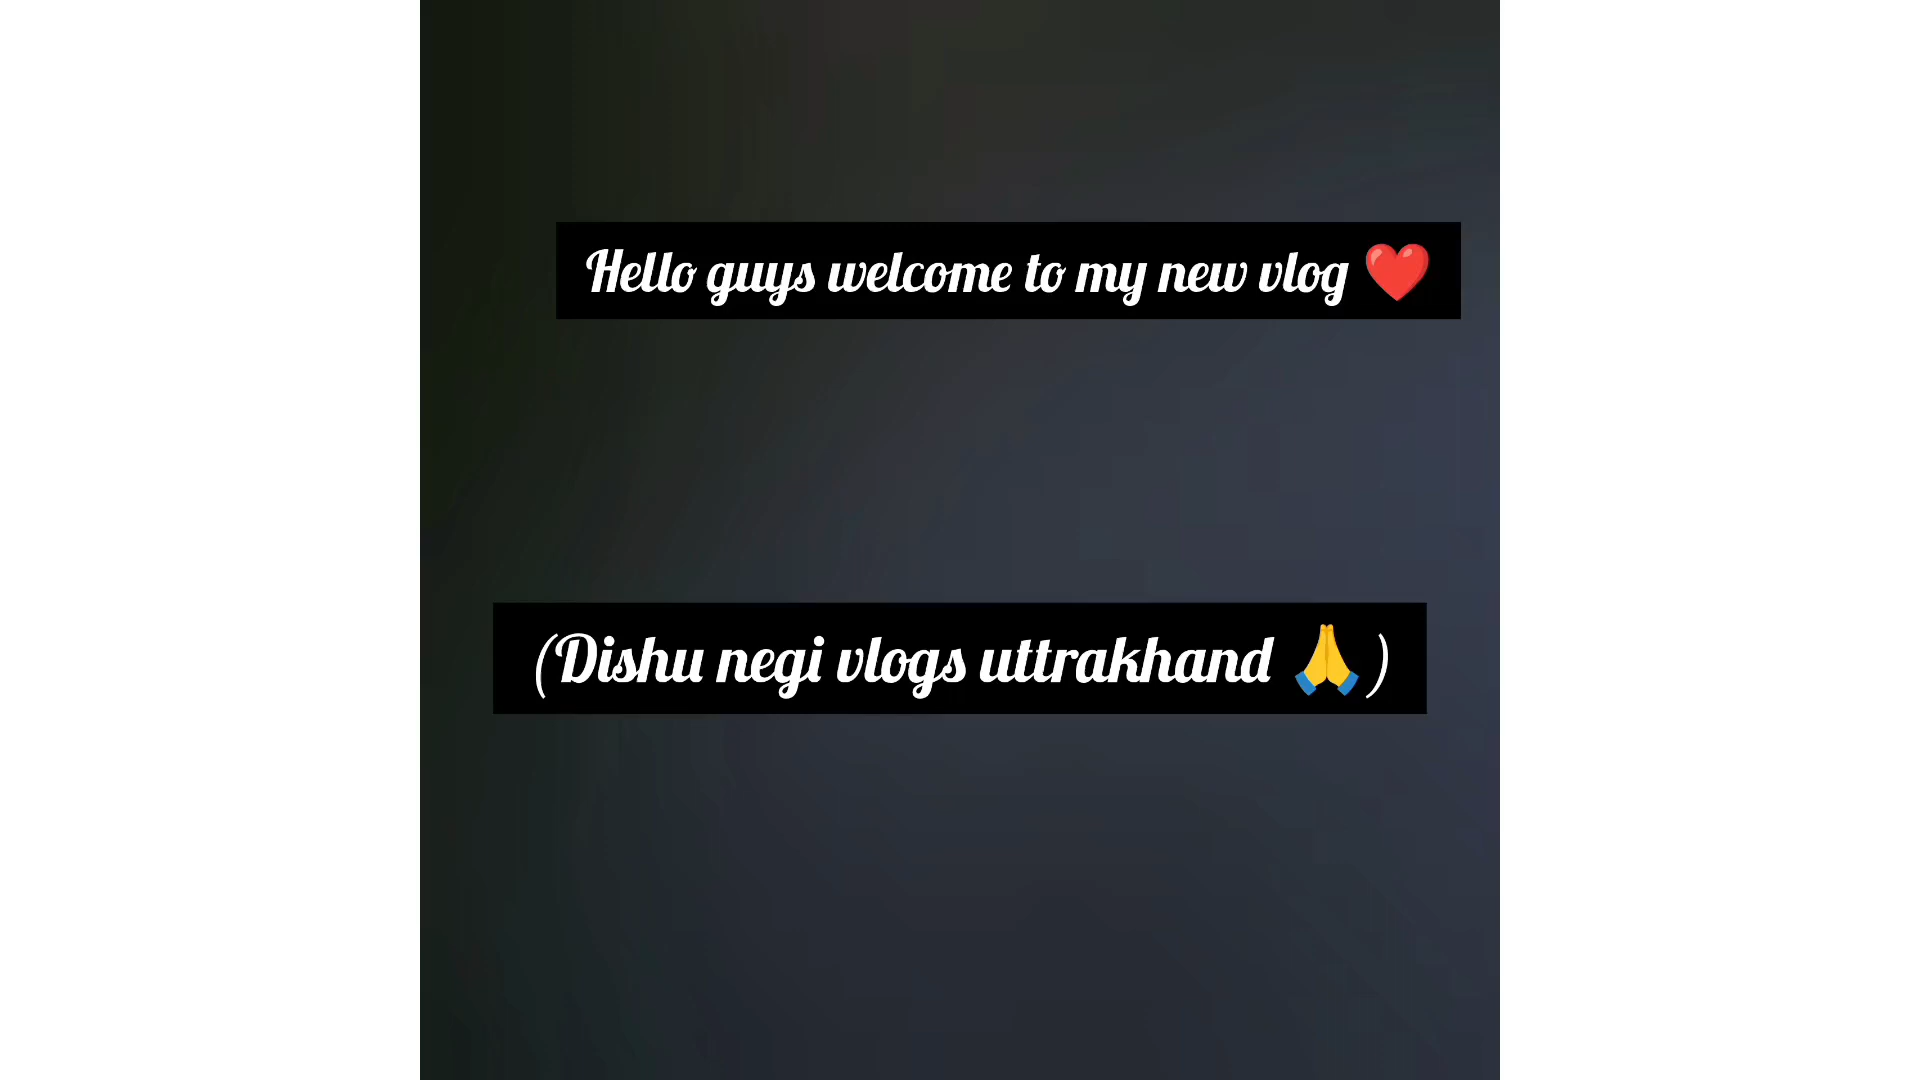 Hello guys welcome to my new vlog ❤️
(Dishu negi vlogs uttrakhand 🙏)